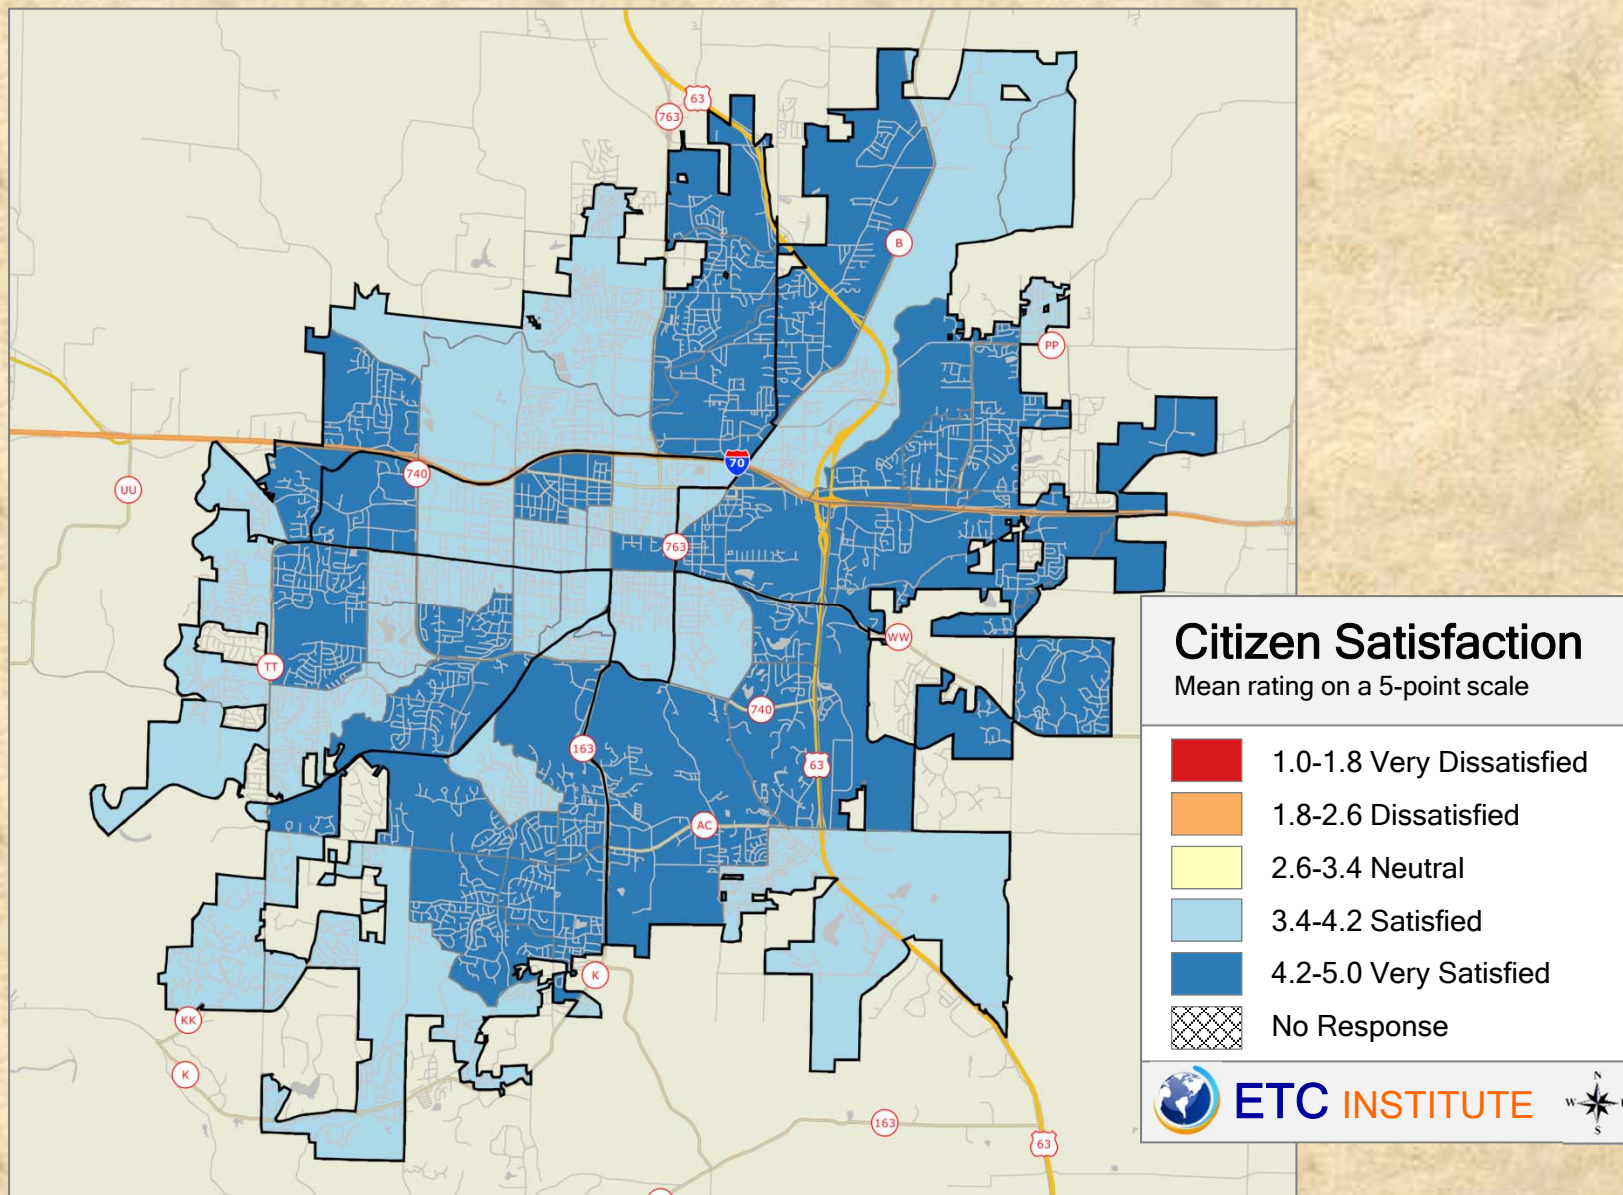 63
763
B
PP
70
740
UU
763
WW
TT
740
163
63
AC
K
KK
K
163
63
Citizen Satisfaction
Mean rating on a 5-point scale
1.0-1.8 Very Dissatisfied
1.8-2.6 Dissatisfied
2.6-3.4 Neutral
3.4-4.2 Satisfied
4.2-5.0 Very Satisfied
No Response
ETC INSTITUTE
N
W
S